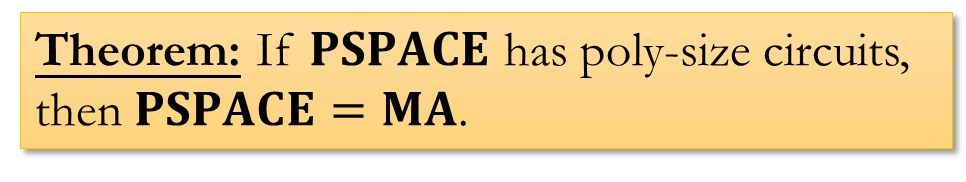 Theorem: If PSPACE has poly-size circuits,
then PSPACE = MA.